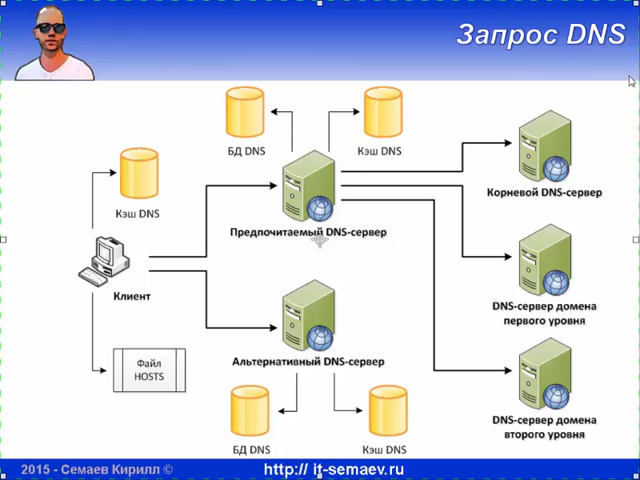 Запрос DNS
БД DNS
Кэш DNS
Кэш DNS
Корневой DNS-сервер
Предпочитаемый DNS-сервер
Клиент
DNS-сервер домена
первого уровня
Файл
HOSTS
Альтернативный DNS-сервер
DNS-сервер домена
второго уровня
БД DNS
Кэш DNS
2015 - Семаев Кирилл ©
http:// it-semaev.ru